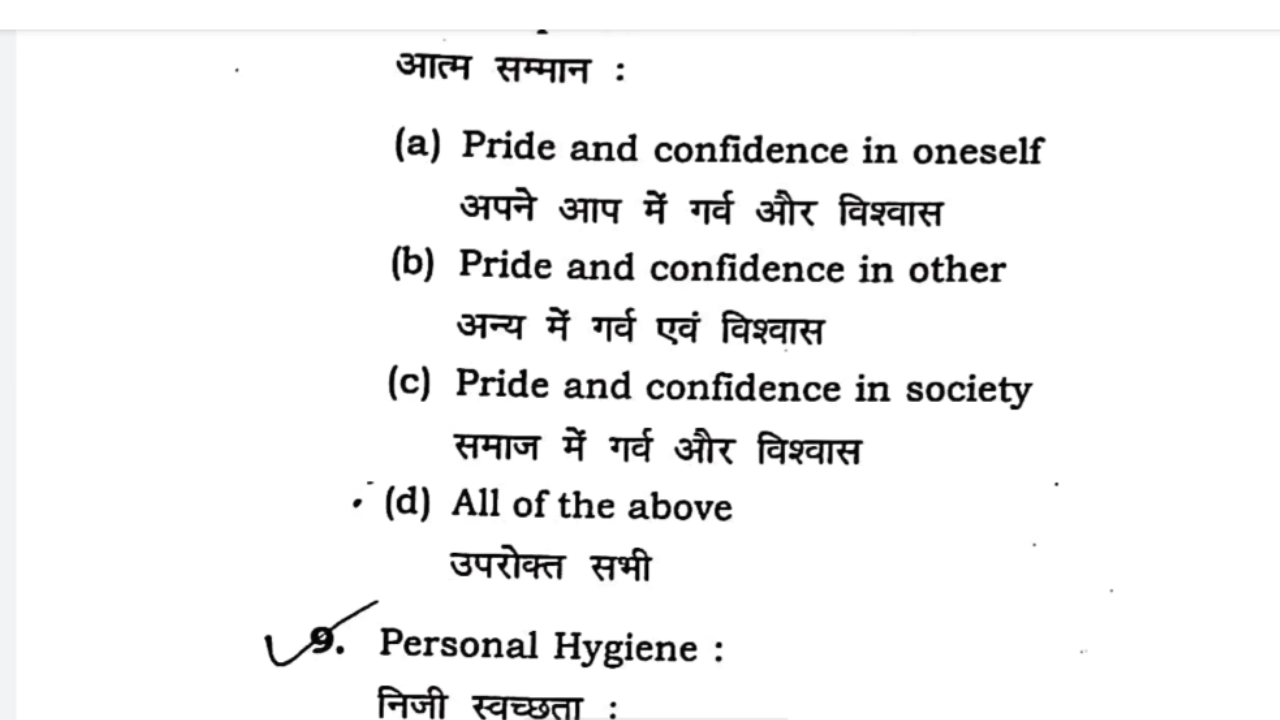 आत्म सम्मान :
(a) Pride and confidence in oneself
अपने आप में गर्व और विश्वास
(b) Pride and confidence in other
अन्य में गर्व एवं विश्वास
(c) Pride and confidence in society
समाज में गर्व और विश्वास
(d) All of the above
उपरोक्त सभी
9. Personal Hygiene :
निजी स्वच्छता :